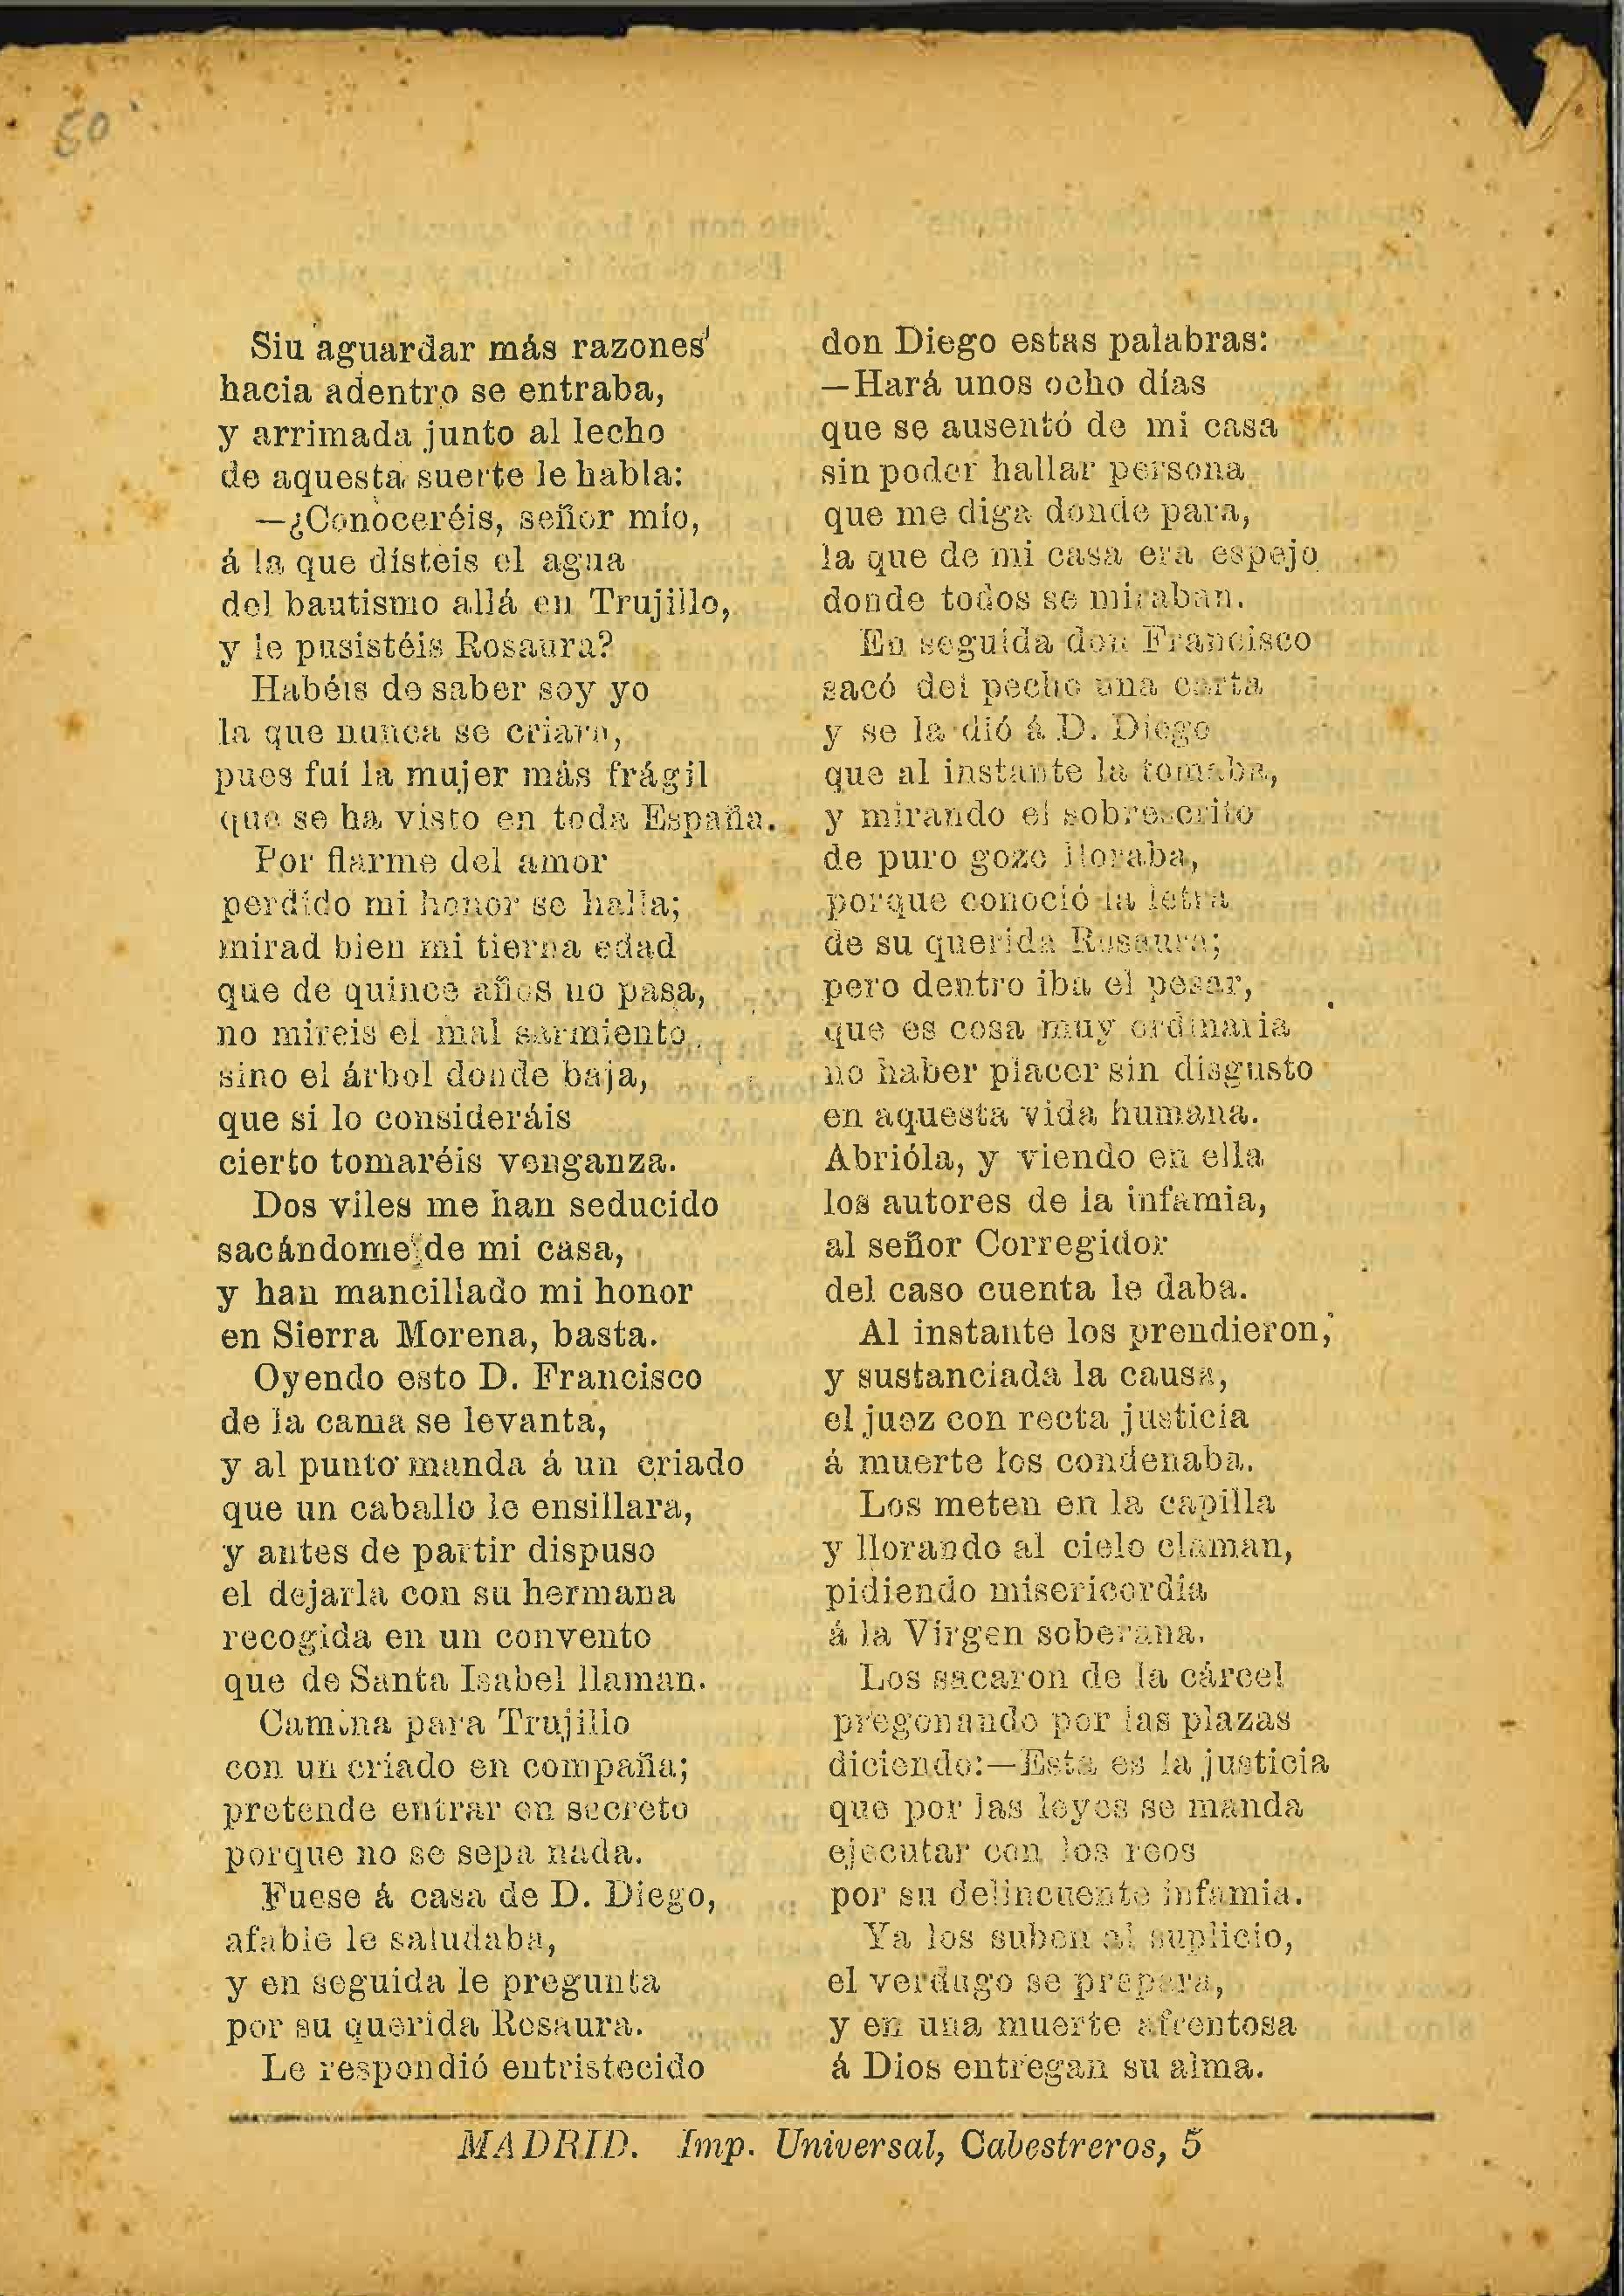 50
Siu aguardar más razones
hacia adentro se entraba,
y arrimada junto al lecho
de aquesta suerte le habla:
—¿Conoceréis, señor mío,
á la que dísteis el agua
del bautismo allá en Trujillo,
y le pusistéis Rosaura?
Habéis de saber soy yo
la que nunca se criara,
pues fuí la mujer más frágil
que se ha visto en toda España.
Por fiarme del amor
perdido mi honor se halla;
mirad bien mi tierna edad
que de quince años no pasa,
no mireis el mal sarmiento
sino el árbol donde baja,
que si lo consideráis
cierto tomaréis venganza.
Dos viles me han seducido
sacándome de mi casa,
y han mancillado mi honor
en Sierra Morena, basta.
Oyendo esto D. Francisco
de la cama se levanta,
y al punto manda á un criado
que un caballo le ensillara,
y antes de partir dispuso
el dejarla con su hermana
recogida en un convento
que de Santa Isabel llaman.
Camina para Trujillo
con un criado en compaña;
pretende entrar en secreto
porque no se sepa nada.
Fuese á casa de D. Diego,
afable le saludaba,
y en seguida le pregunta
por su querida Rosaura.
Le respondió entristecido
don Diego estas palabras:
—Hará unos ocho días
que se ausentó de mi casa
sin poder hallar persona
que me diga donde para,
la que de mi casa era espejo
donde todos se miraban.
En seguida don Francisco
sacó del pecho una carta
y se la dió á D. Diego
que al instante la tomaba,
y mirando el sobrescrito
de puro gozo lloraba,
porque conoció la letra
de su querida Rosaura;
pero dentro iba el pesar,
que es cosa muy ordinaria
no haber placer sin disgusto
en aquesta vida humana.
Abrióla, y viendo en ella
los autores de la infamia,
al señor Corregidor
del caso cuenta le daba.
Al instante los prendieron,
y sustanciada la causa,
el juez con recta justicia
á muerte los condenaba.
Los meten en la capilla
y llorando al cielo claman,
pidiendo misericordia
á la Virgen soberana.
Los sacaron de la cárcel
pregonando por las plazas
diciendo:—Esta es la justicia
que por las leyes se manda
ejecutar con los reos
por su delincuente infamia.
Ya los suben al suplicio,
el verdugo se prepara,
y en una muerte afrentosa
á Dios entregan su alma.
MADRID. Imp. Universal, Cabestreros, 5